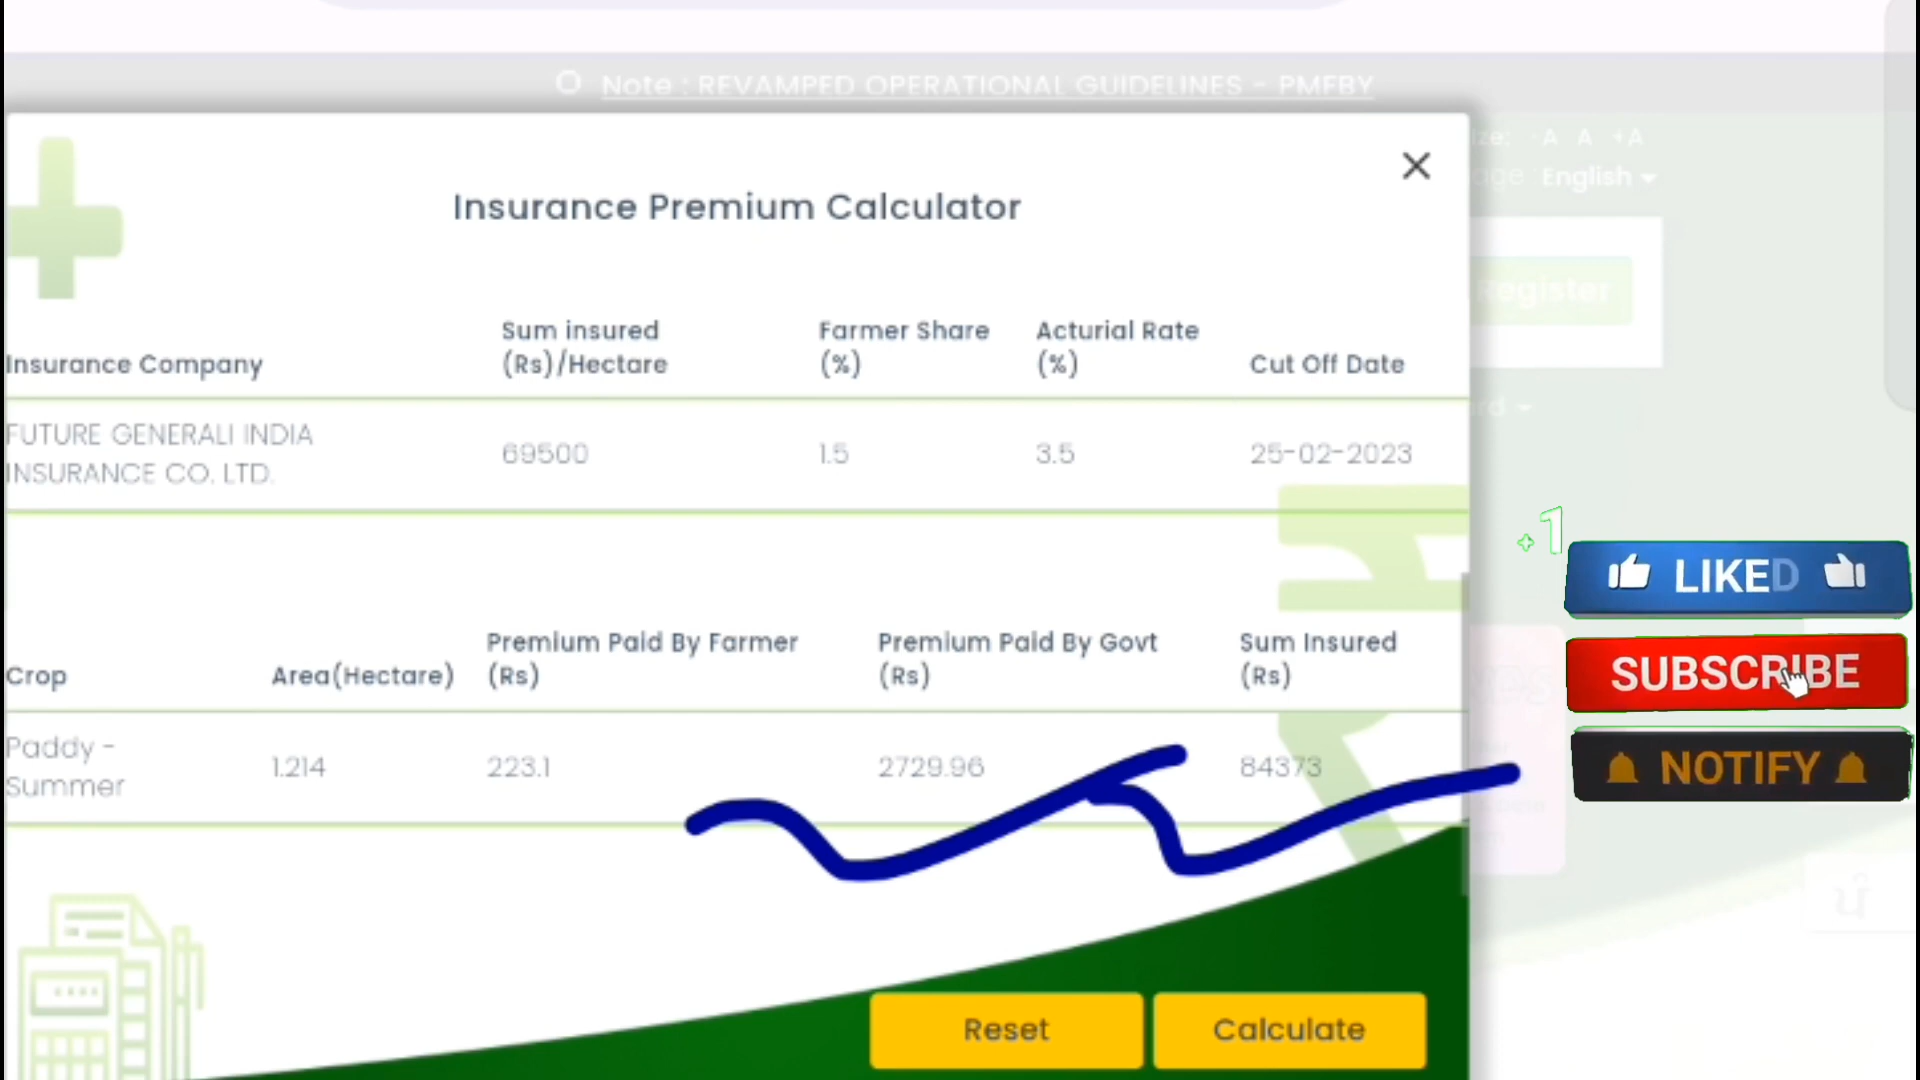 Note : REVAMPED OPERATIONAL GUIDELINES - PMFBY
A A +A
English
Insurance Premium Calculator
Register
Insurance Company
Sum insured
(Rs)/Hectare
Farmer Share
(%)
Acturial Rate
(%)
Cut Off Date
FUTURE GENERALI INDIA
INSURANCE CO. LTD.
69500
1.5
3.5
25-02-2023
+1
LIKED
SUBSCRIBE
NOTIFY
Crop
Area(Hectare)
Premium Paid By Farmer
(Rs)
Premium Paid By Govt
(Rs)
Sum Insured
(Rs)
Paddy -
Summer
1.214
223.1
2729.96
84373
Reset
Calculate